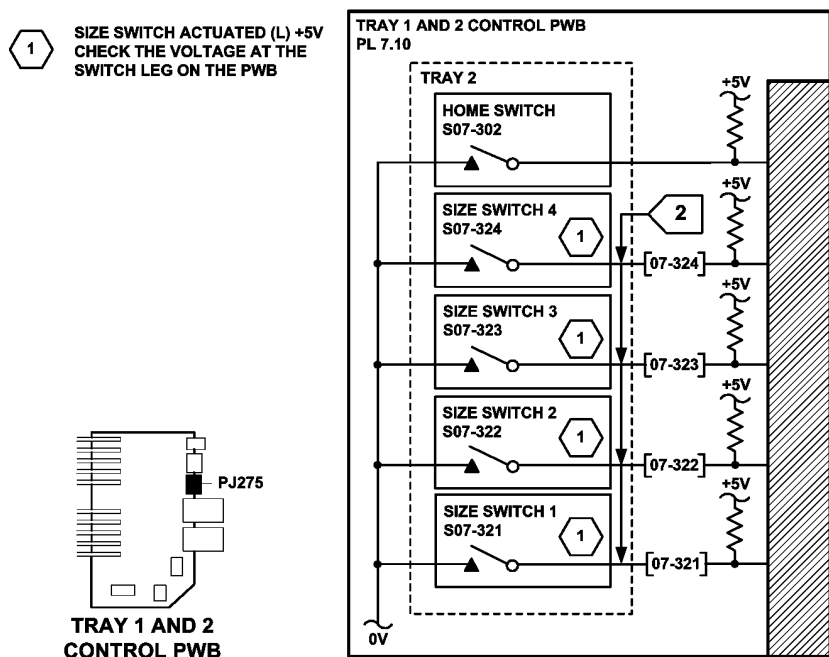 1
SIZE SWITCH ACTUATED (L) +5V
CHECK THE VOLTAGE AT THE
SWITCH LEG ON THE PWB
TRAY 1 AND 2 CONTROL PWB
PL 7.10
TRAY 2
HOME SWITCH
S07-302
+5V
SIZE SWITCH 4
S07-324
1
2
[07-324]
+5V
SIZE SWITCH 3
S07-323
1
[07-323]
+5V
SIZE SWITCH 2
S07-322
1
[07-322]
+5V
SIZE SWITCH 1
S07-321
1
[07-321]
+5V
0V
PJ275
TRAY 1 AND 2
CONTROL PWB